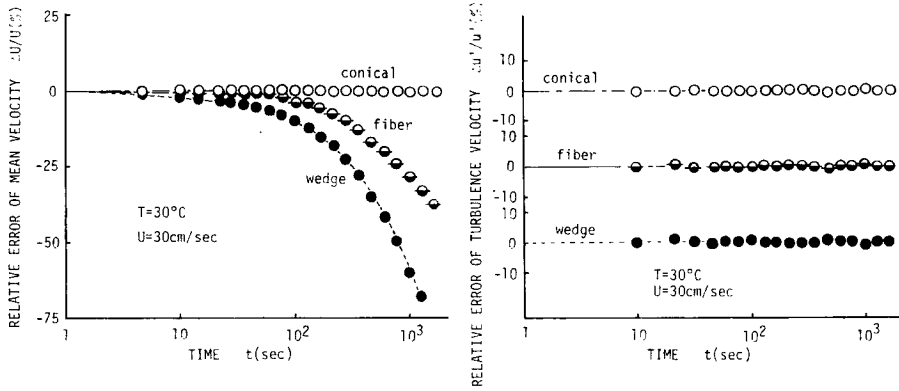 RELATIVE ERROR OF MEAN VELOCITY ΔU/U(%)
25
0
-25
-50
-75
conical
fiber
wedge
T=30°C
U=30cm/sec
1
10
10²
10³
TIME t(sec)
RELATIVE ERROR OF TURBULENCE VELOCITY Δu'/u'(%)
10
0
-10
10
0
-10
10
0
-10
conical
fiber
wedge
T=30°C
U=30cm/sec
1
10
10²
10³
TIME t(sec)